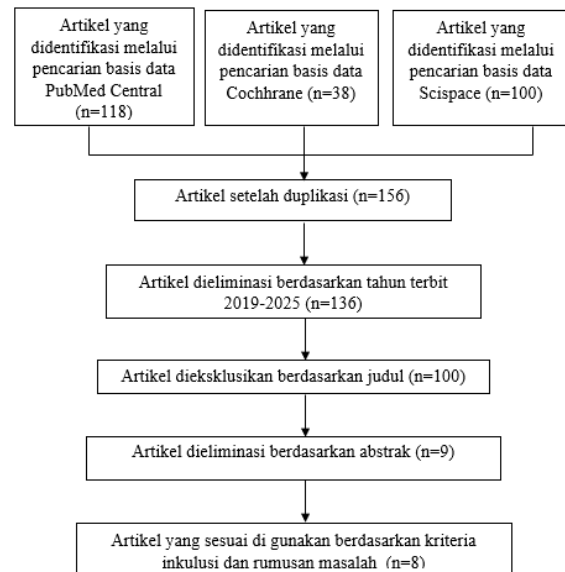 Artikel yang
didentifikasi melalui
pencarian basis data
PubMed Central
(n=118)
Artikel yang
didentifikasi melalui
pencarian basis data
Cochhrane (n=38)
Artikel yang
didentifikasi melalui
pencarian basis data
Scispace (n=100)
Artikel setelah duplikasi (n=156)
Artikel dieliminasi berdasarkan tahun terbit
2019-2025 (n=136)
Artikel dieksklusikan berdasarkan judul (n=100)
Artikel dieliminasi berdasarkan abstrak (n=9)
Artikel yang sesuai di gunakan berdasarkan kriteria
inkulusi dan rumusan masalah (n=8)